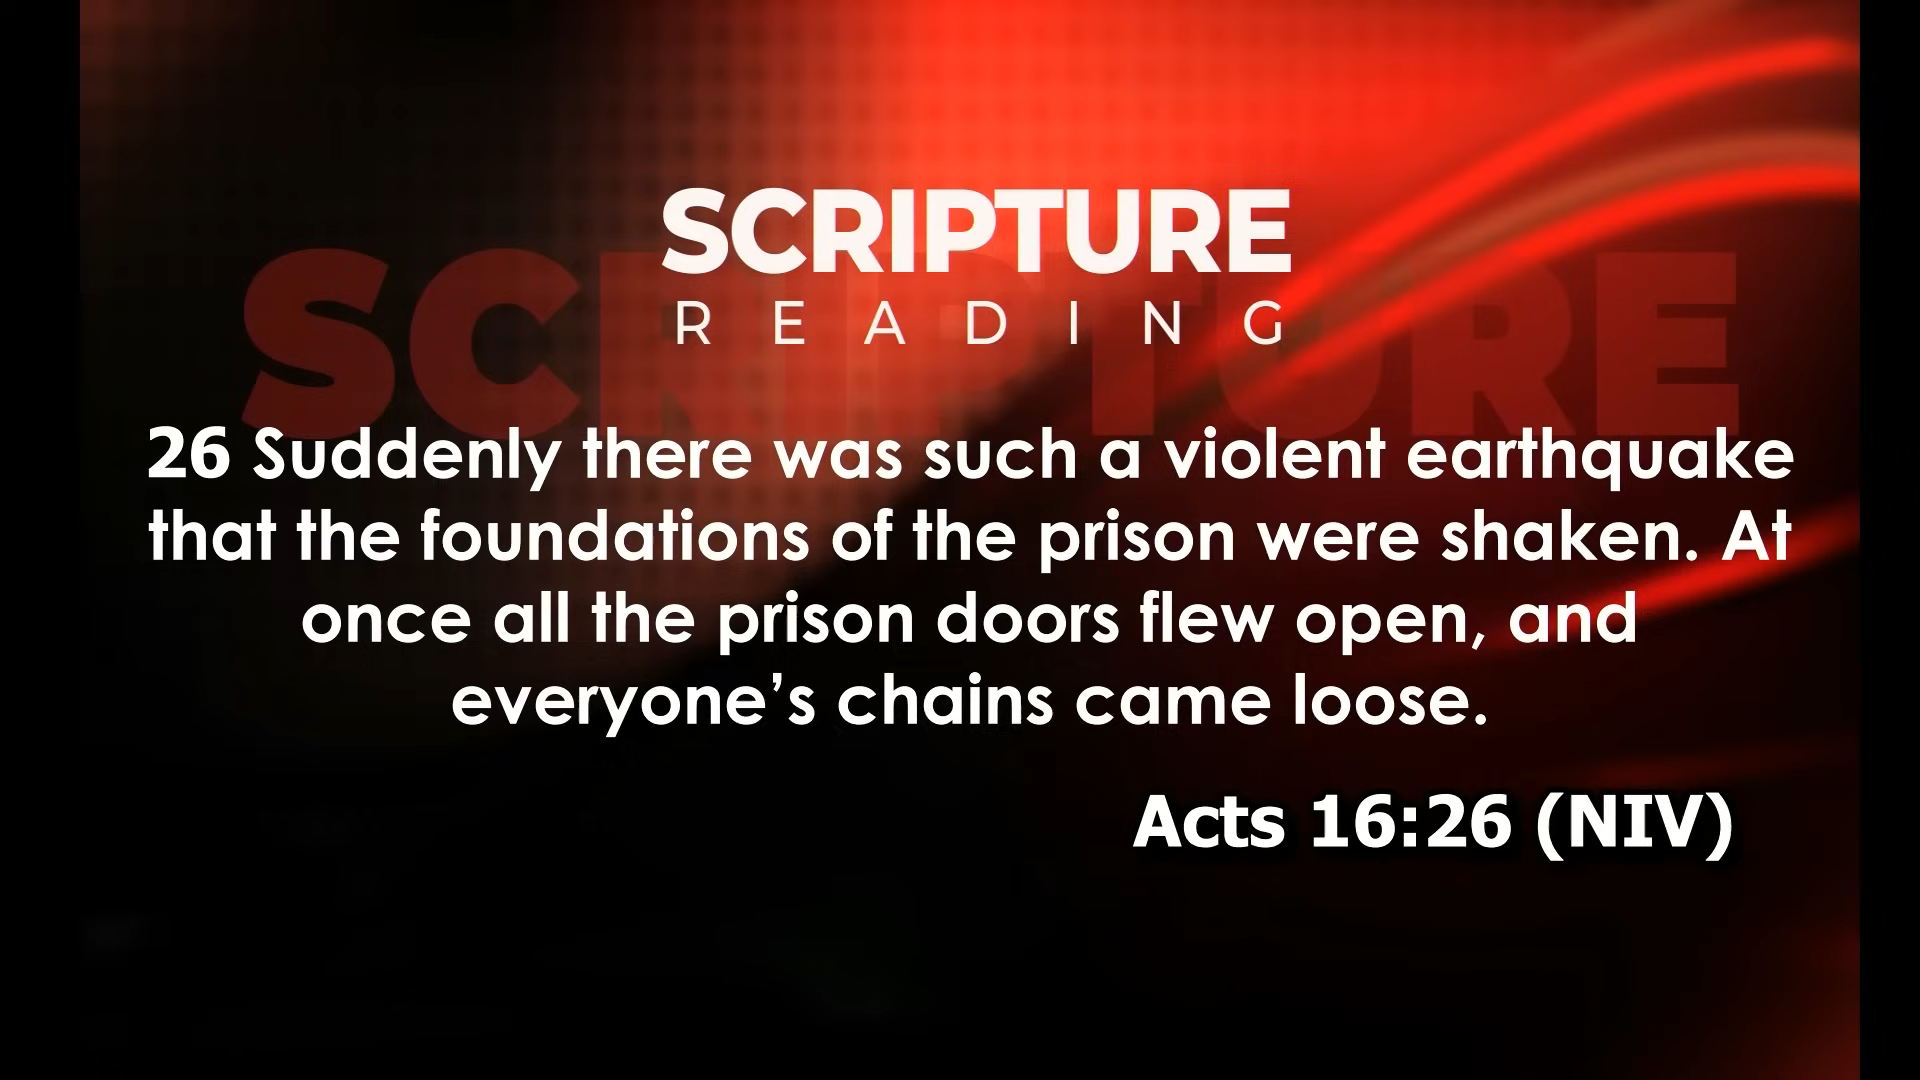 SCRIPTURE
SCRIPTURE
READING
26 Suddenly there was such a violent earthquake
that the foundations of the prison were shaken. At
once all the prison doors flew open, and
everyone’s chains came loose.
Acts 16:26 (NIV)